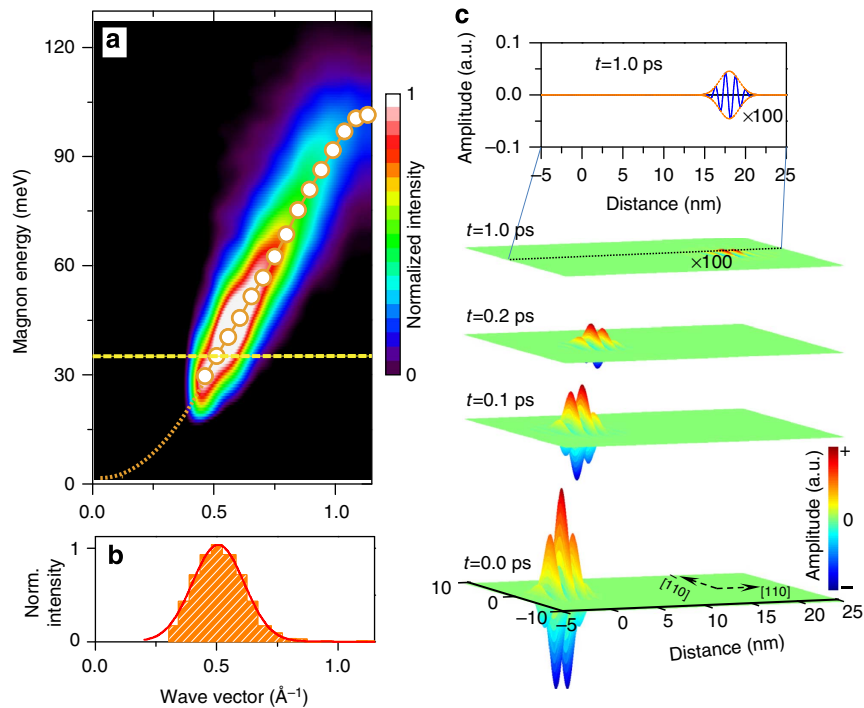 a
120
90
60
30
0
Magnon energy (meV)
0.0
0.5
1.0
1
0
Normalized intensity
b
1
0
Norm.
intensity
0.0
0.5
1.0
Wave vector (Å⁻¹)
c
0.1
0.0
−0.1
Amplitude (a.u.)
t=1.0 ps
×100
−5
0
5
10
15
20
25
Distance (nm)
t=1.0 ps
×100
t=0.2 ps
t=0.1 ps
t=0.0 ps
+
0
−
Amplitude (a.u.)
10
0
−10
[1̄10]
[110]
−5
0
5
10
15
20
25
Distance (nm)